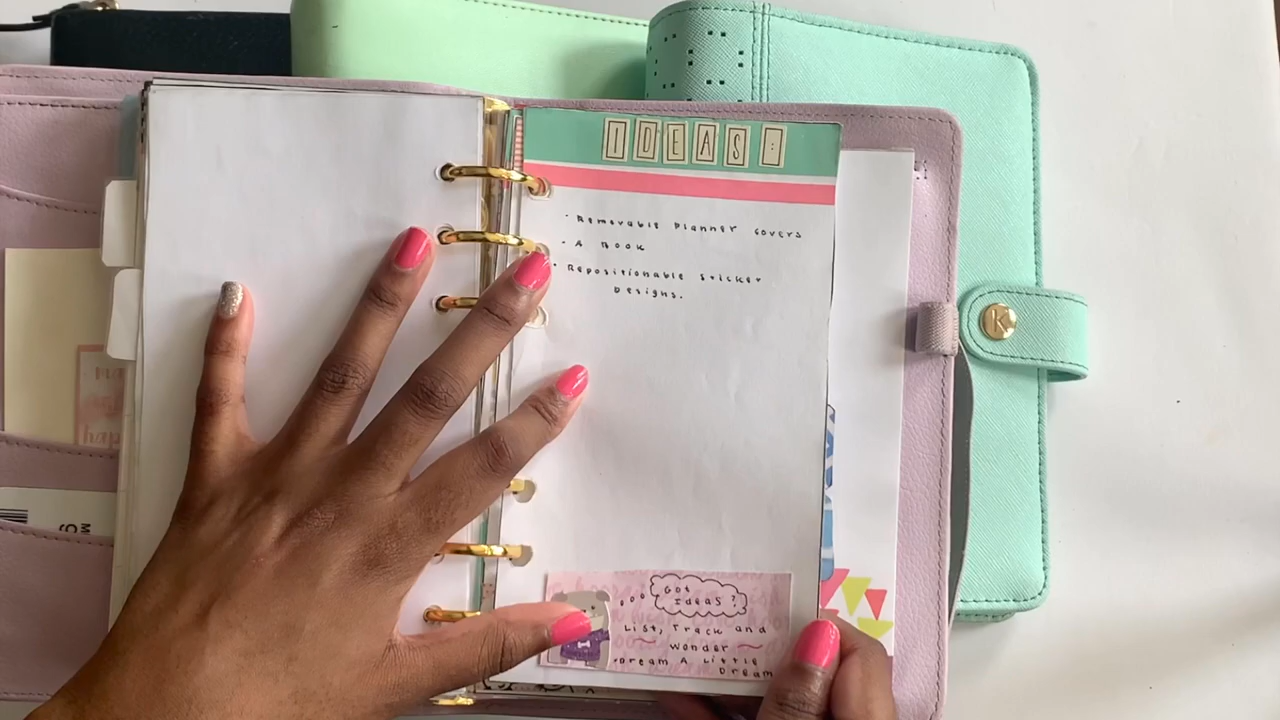 IDEAS:
· Removable Planner Covers
· A Book
· Repositionable Sticker
Designs.
Got
Ideas?
List, Track and
Wonder
·Dream A Little
Dream
K